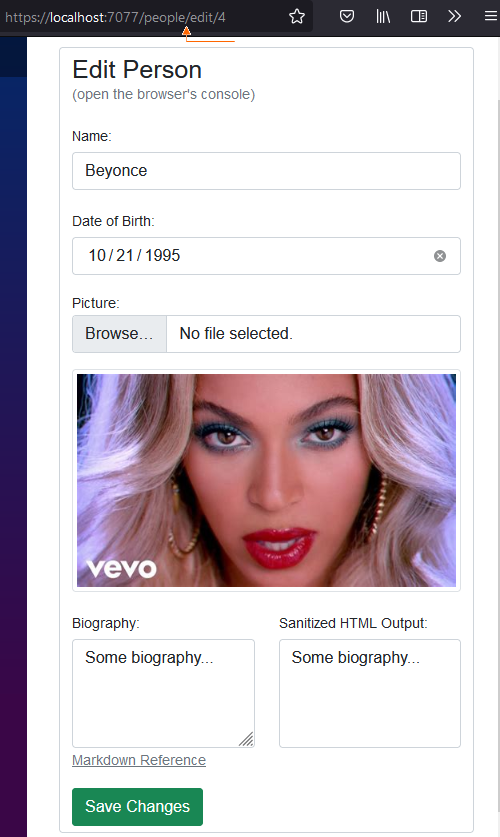 https://localhost:7077/people/edit/4
Edit Person
(open the browser's console)
Name:
Beyonce
Date of Birth:
10 / 21 / 1995
Picture:
Browse... No file selected.
vevo
Biography: Sanitized HTML Output:
Some biography... Some biography...
Markdown Reference
Save Changes